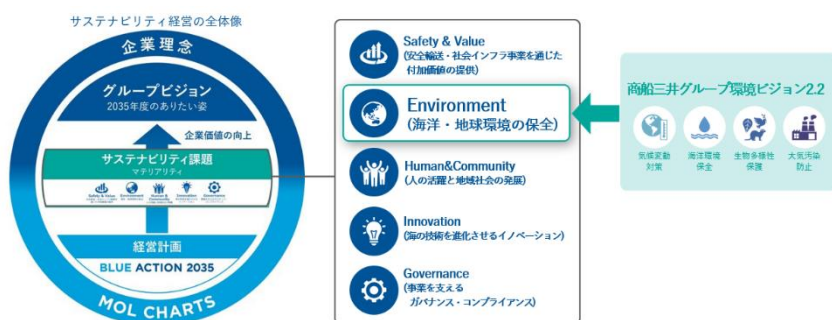 サステナビリティ経営の全体像
企業理念
グループビジョン
2035年度のありたい姿
企業価値の向上
サステナビリティ課題
マテリアリティ
Safety & Value
Environment
Human & Community
Innovation
Governance
経営計画
BLUE ACTION 2035
MOL CHARTS
Safety & Value
(安全輸送・社会インフラ事業を通じた
付加価値の提供)
Environment
(海洋・地球環境の保全)
Human&Community
(人の活躍と地域社会の発展)
Innovation
(海の技術を進化させるイノベーション)
Governance
(事業を支える
ガバナンス・コンプライアンス)
商船三井グループ環境ビジョン2.2
気候変動
対策
海洋環境
保全
生物多様性
保護
大気汚染
防止